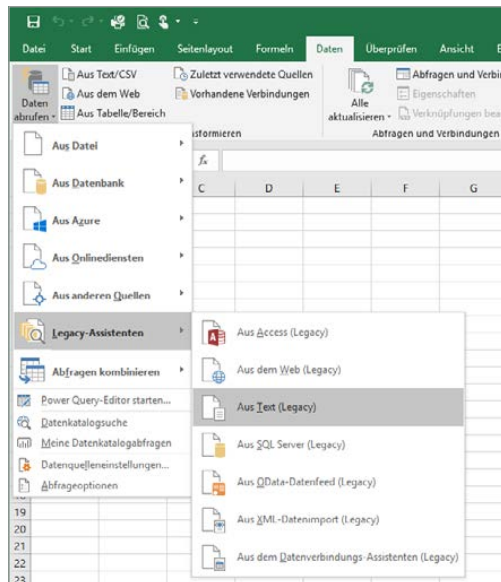 Datei Start Einfügen Seitenlayout Formeln Daten Überprüfen Ansicht
Daten abrufen
Aus Text/CSV
Aus dem Web
Aus Tabelle/Bereich
Zuletzt verwendete Quellen
Vorhandene Verbindungen
Alle aktualisieren
Abfragen und Verbin
Eigenschaften
Verknüpfungen bea
nsformieren
Abfragen und Verbindungen
fx
C D E F G
Aus Datei
Aus Datenbank
Aus Azure
Aus Onlinediensten
Aus anderen Quellen
Legacy-Assistenten
Abfragen kombinieren
Power Query-Editor starten...
Datenkatalogsuche
Meine Datenkatalogabfragen
Datenquelleneinstellungen...
Abfrageoptionen
Aus Access (Legacy)
Aus dem Web (Legacy)
Aus Text (Legacy)
Aus SQL Server (Legacy)
Aus OData-Datenfeed (Legacy)
Aus XML-Datenimport (Legacy)
Aus dem Datenverbindungs-Assistenten (Legacy)
19
20
21
22
23